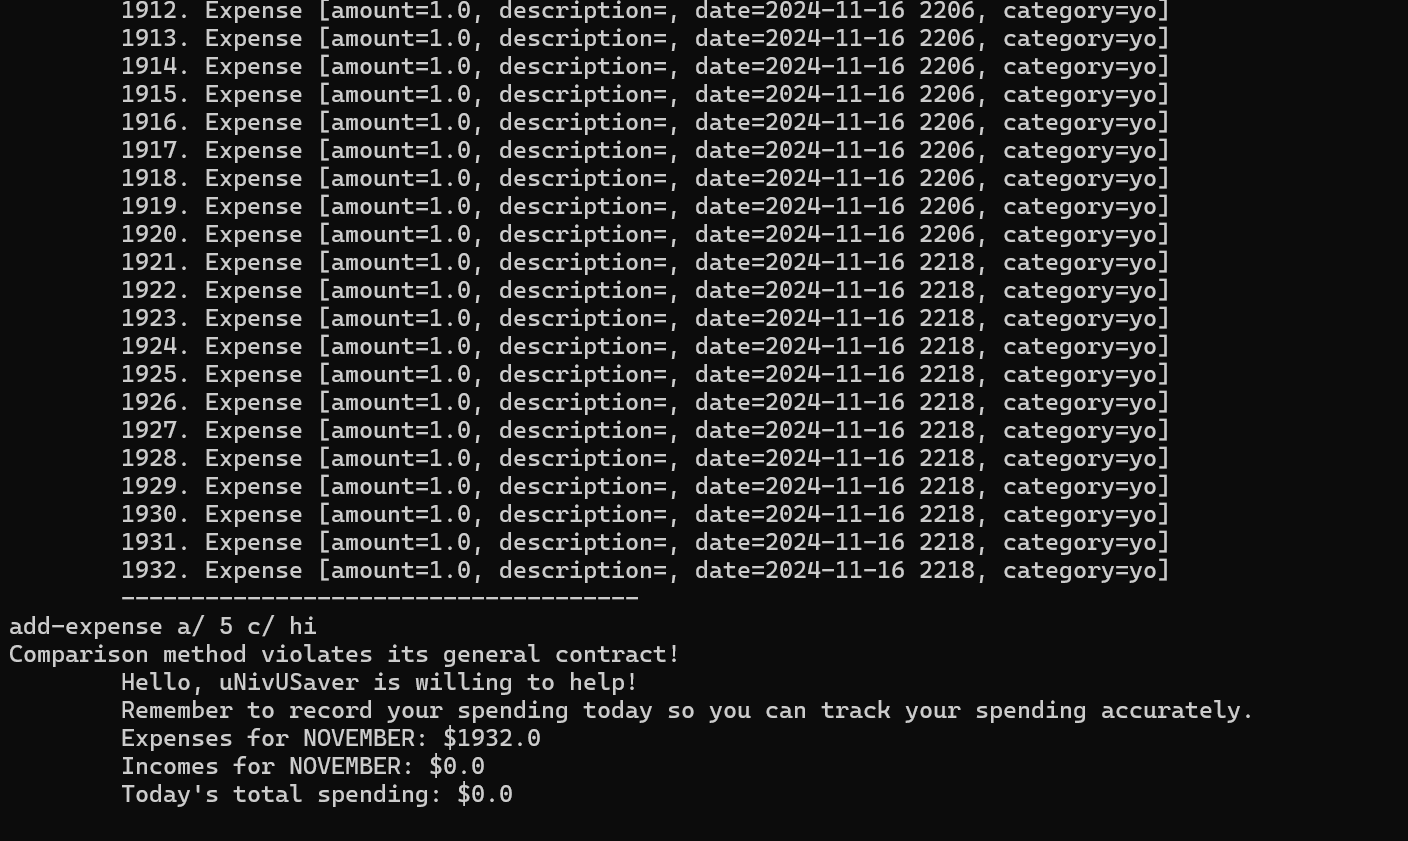 1912. Expense [amount=1.0, description=, date=2024-11-16 2206, category=yo]
1913. Expense [amount=1.0, description=, date=2024-11-16 2206, category=yo]
1914. Expense [amount=1.0, description=, date=2024-11-16 2206, category=yo]
1915. Expense [amount=1.0, description=, date=2024-11-16 2206, category=yo]
1916. Expense [amount=1.0, description=, date=2024-11-16 2206, category=yo]
1917. Expense [amount=1.0, description=, date=2024-11-16 2206, category=yo]
1918. Expense [amount=1.0, description=, date=2024-11-16 2206, category=yo]
1919. Expense [amount=1.0, description=, date=2024-11-16 2206, category=yo]
1920. Expense [amount=1.0, description=, date=2024-11-16 2206, category=yo]
1921. Expense [amount=1.0, description=, date=2024-11-16 2218, category=yo]
1922. Expense [amount=1.0, description=, date=2024-11-16 2218, category=yo]
1923. Expense [amount=1.0, description=, date=2024-11-16 2218, category=yo]
1924. Expense [amount=1.0, description=, date=2024-11-16 2218, category=yo]
1925. Expense [amount=1.0, description=, date=2024-11-16 2218, category=yo]
1926. Expense [amount=1.0, description=, date=2024-11-16 2218, category=yo]
1927. Expense [amount=1.0, description=, date=2024-11-16 2218, category=yo]
1928. Expense [amount=1.0, description=, date=2024-11-16 2218, category=yo]
1929. Expense [amount=1.0, description=, date=2024-11-16 2218, category=yo]
1930. Expense [amount=1.0, description=, date=2024-11-16 2218, category=yo]
1931. Expense [amount=1.0, description=, date=2024-11-16 2218, category=yo]
1932. Expense [amount=1.0, description=, date=2024-11-16 2218, category=yo]
-------------------------------------
add-expense a/ 5 c/ hi
Comparison method violates its general contract!
Hello, uNivUSaver is willing to help!
Remember to record your spending today so you can track your spending accurately.
Expenses for NOVEMBER: $1932.0
Incomes for NOVEMBER: $0.0
Today's total spending: $0.0